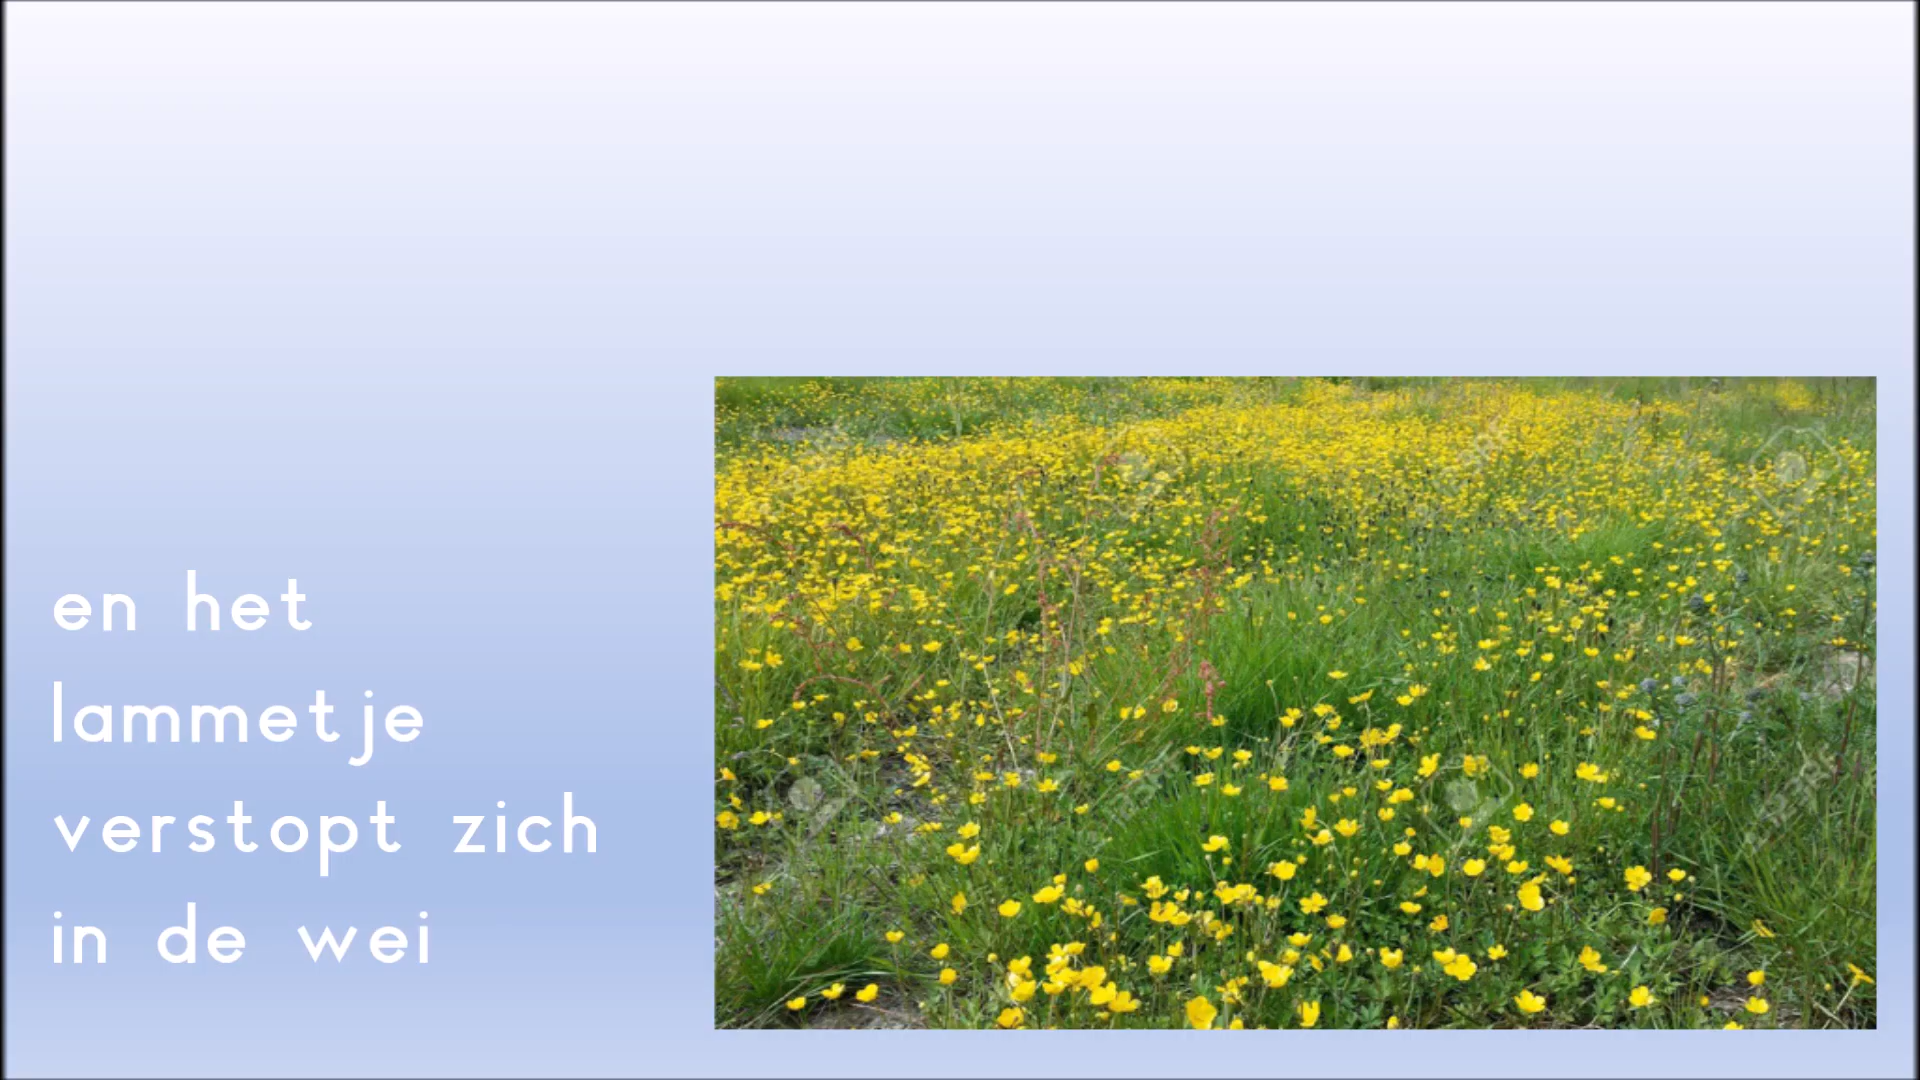 en het
lammetje
verstopt zich
in de wei